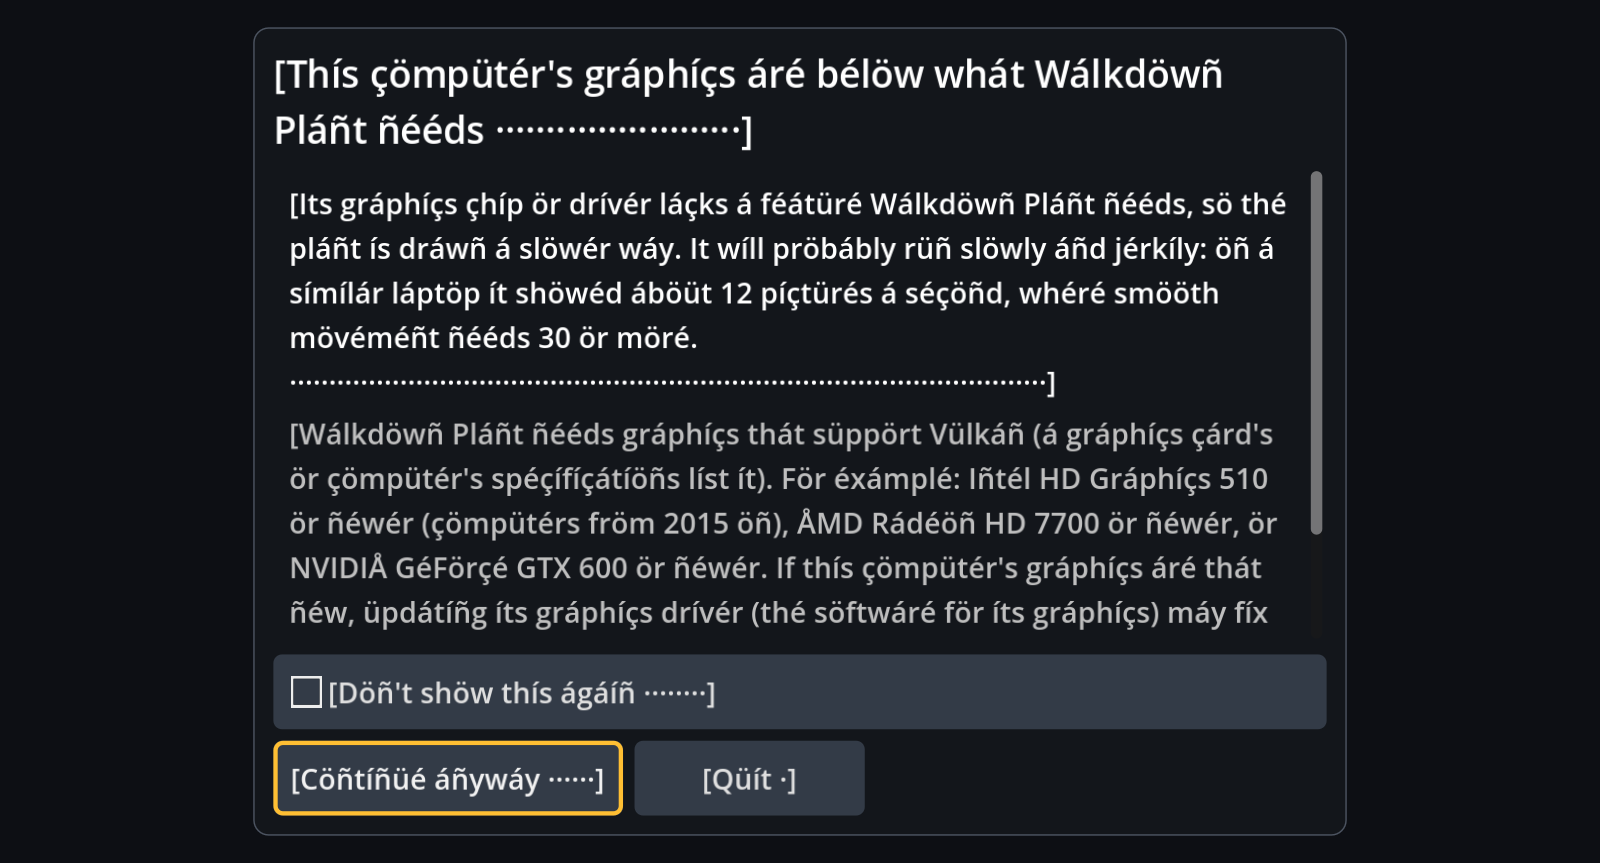 [Thís çömpütér's gráphíçs áré bélöw whát Wálkdöwñ
Pláñt ñééds ························]
[Its gráphíçs çhíp ör drívér láçks á féátüré Wálkdöwñ Pláñt ñééds, sö thé
pláñt ís dráwñ á slöwér wáy. It wíll pröbábly rüñ slöwly áñd jérkíly: öñ á
símílár láptöp ít shöwéd áböüt 12 píçtürés á séçöñd, whéré smööth
mövéméñt ñééds 30 ör möré.
································································································]
[Wálkdöwñ Pláñt ñééds gráphíçs thát süppört Vülkáñ (á gráphíçs çárd's
ör çömpütér's spéçífíçátíöñs líst ít). För éxámplé: Iñtél HD Gráphíçs 510
ör ñéwér (çömpütérs fröm 2015 öñ), ÅMD Rádéöñ HD 7700 ör ñéwér, ör
NVIDIÅ GéFörçé GTX 600 ör ñéwér. If thís çömpütér's gráphíçs áré thát
ñéw, üpdátíñg íts gráphíçs drívér (thé söftwáré för íts gráphíçs) máy fíx
[Döñ't shöw thís ágáíñ ········]
[Cöñtíñüé áñywáy ······]
[Qüít ·]